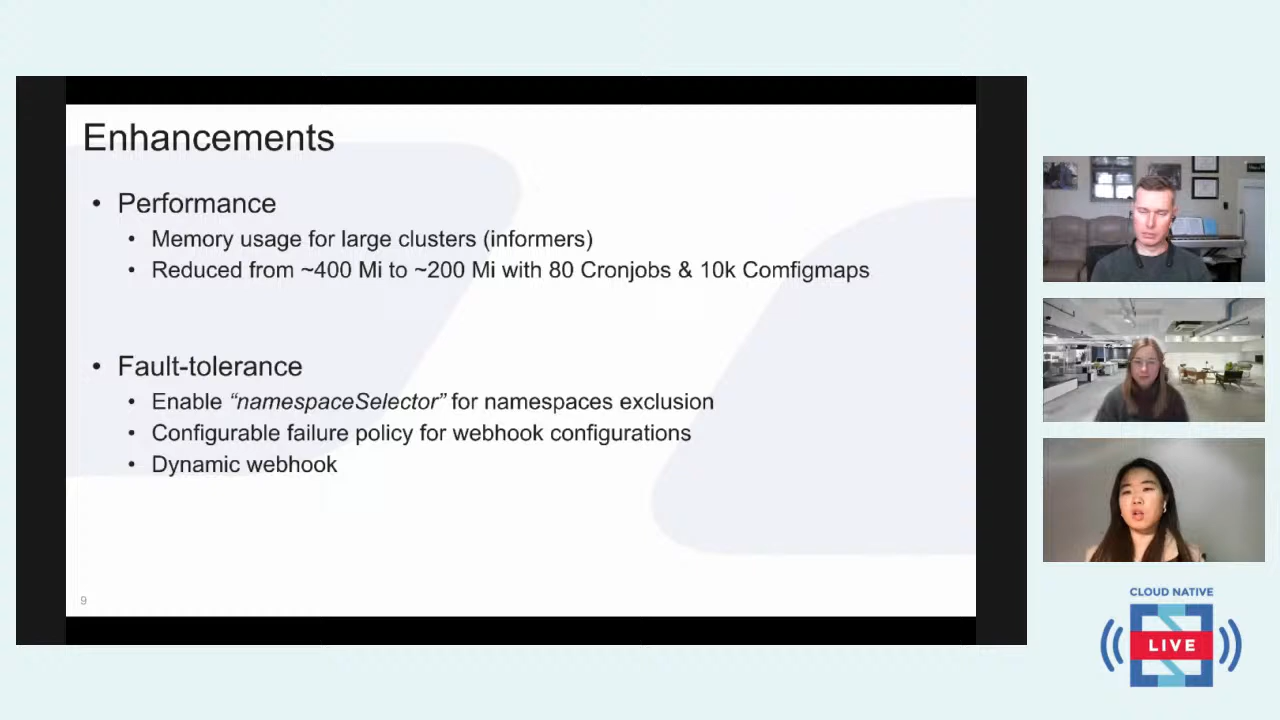 Enhancements
• Performance
• Memory usage for large clusters (informers)
• Reduced from ~400 Mi to ~200 Mi with 80 Cronjobs & 10k Comfigmaps
• Fault-tolerance
• Enable “namespaceSelector” for namespaces exclusion
• Configurable failure policy for webhook configurations
• Dynamic webhook
9
CLOUD NATIVE
LIVE